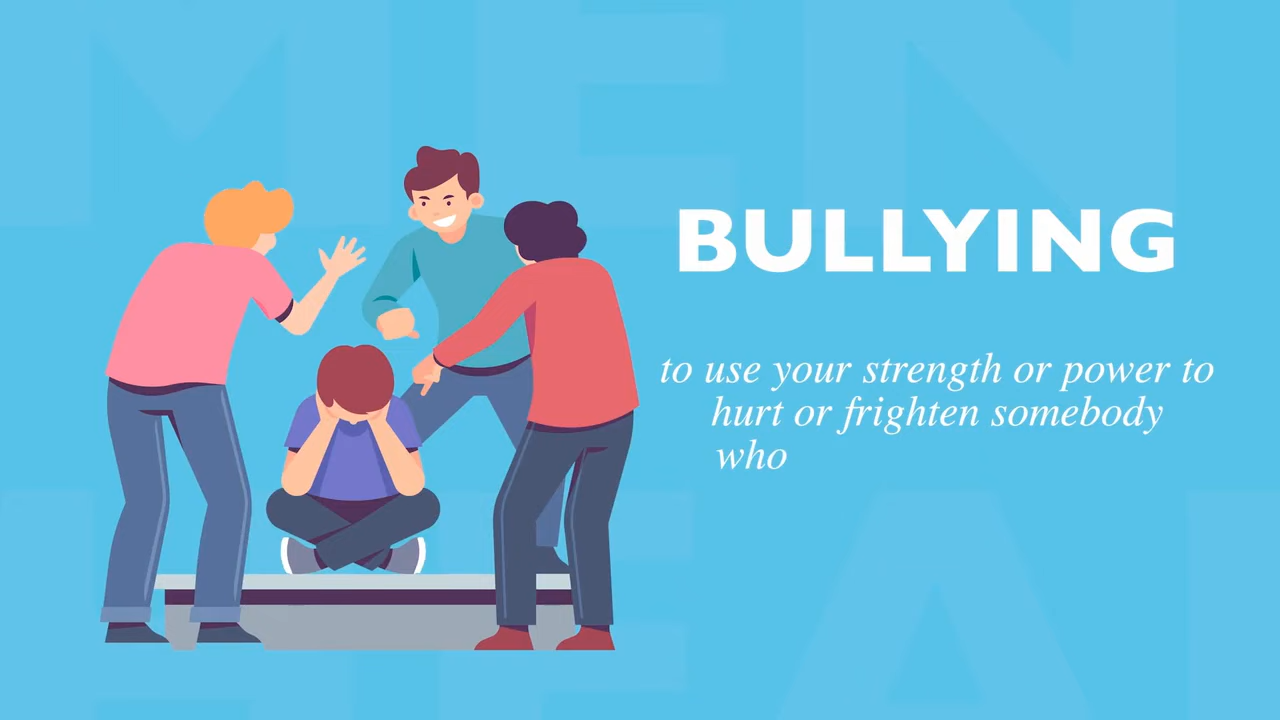 BULLYING
to use your strength or power to
hurt or frighten somebody
who